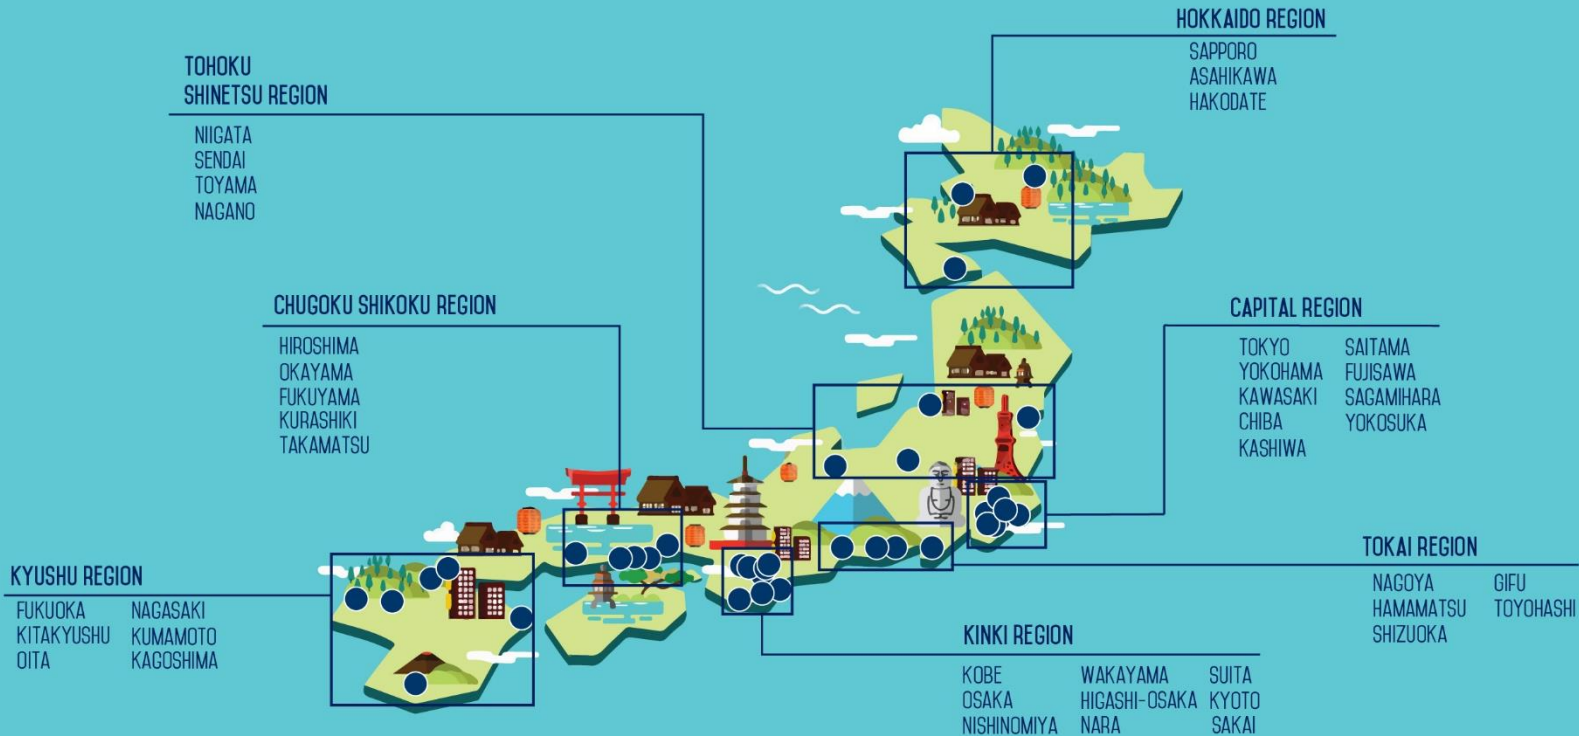 HOKKAIDO REGION
SAPPORO
ASAHIKAWA
HAKODATE
TOHOKU
SHINETSU REGION
NIIGATA
SENDAI
TOYAMA
NAGANO
CHUGOKU SHIKOKU REGION
HIROSHIMA
OKAYAMA
FUKUYAMA
KURASHIKI
TAKAMATSU
CAPITAL REGION
TOKYO SAITAMA
YOKOHAMA FUJISAWA
KAWASAKI SAGAMIHARA
CHIBA YOKOSUKA
KASHIWA
KYUSHU REGION
FUKUOKA NAGASAKI
KITAKYUSHU KUMAMOTO
OITA KAGOSHIMA
TOKAI REGION
NAGOYA GIFU
HAMAMATSU TOYOHASHI
SHIZUOKA
KINKI REGION
KOBE WAKAYAMA SUITA
OSAKA HIGASHI-OSAKA KYOTO
NISHINOMIYA NARA SAKAI